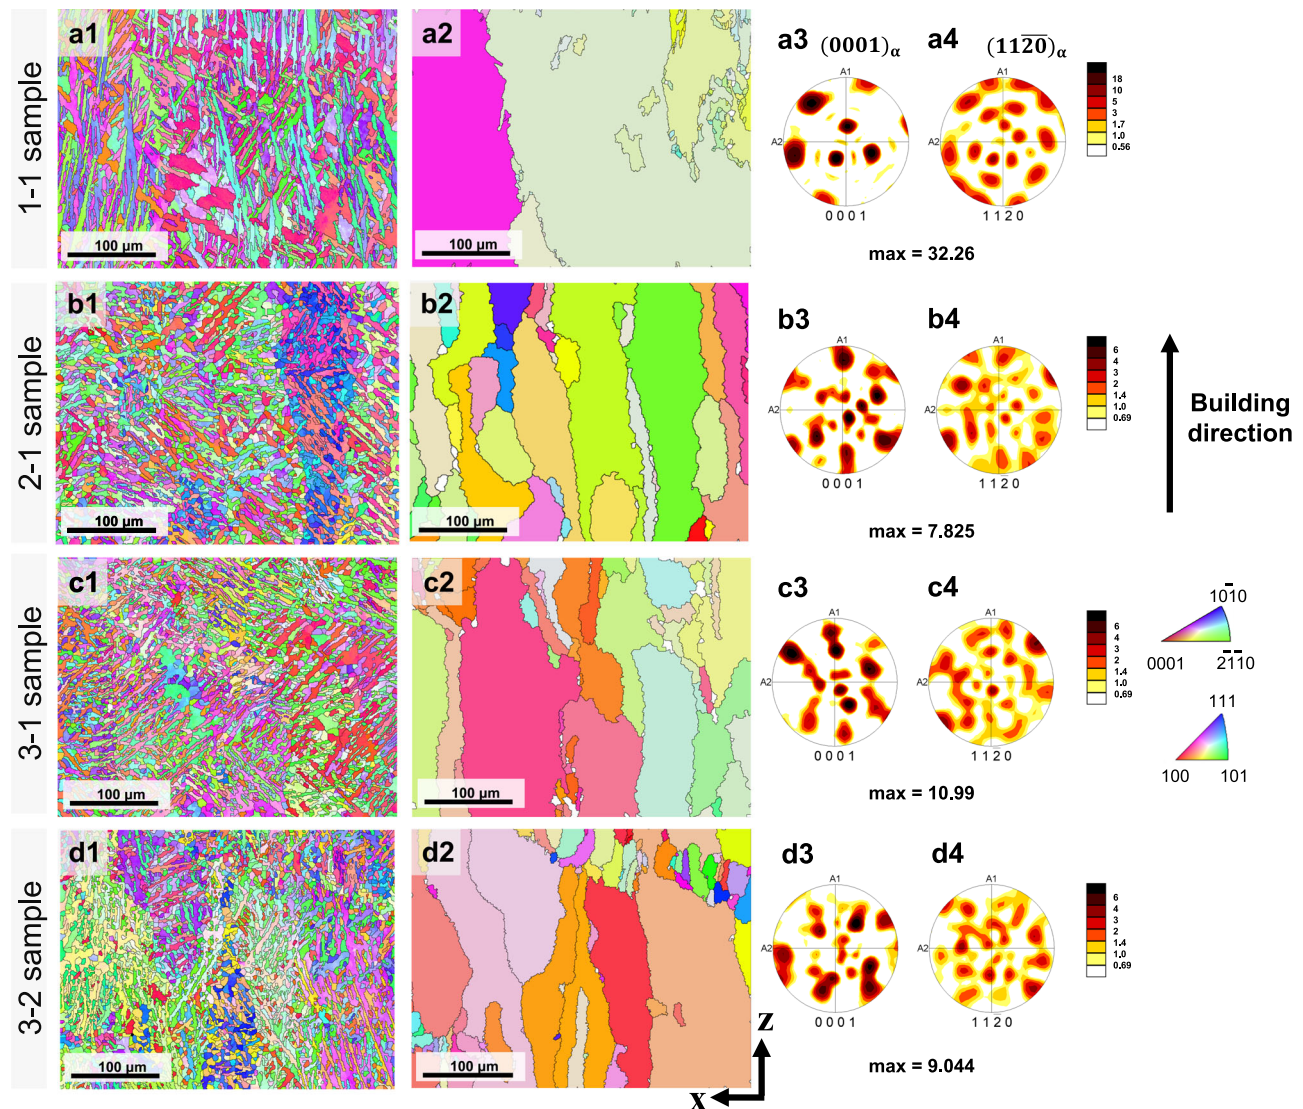 1-1 sample
a1
100 µm
a2
100 µm
a3 (0001)α
a4 (11\overline{20})α
A1
A2
0 0 0 1
A1
A2
1 1 2 0
18
10
5
3
1.7
1.0
0.56
max = 32.26
2-1 sample
b1
100 µm
b2
100 µm
b3
b4
A1
A2
0 0 0 1
A1
A2
1 1 2̄ 0
6
4
3
2
1.4
1.0
0.69
max = 7.825
Building
direction
3-1 sample
c1
100 µm
c2
100 µm
c3
c4
A1
A2
0 0 0 1
A1
A2
1 1 2̄ 0
6
4
3
2
1.4
1.0
0.69
max = 10.99
101̄0
0001
2̄1̄10
111
100
101
3-2 sample
d1
100 µm
d2
100 µm
d3
d4
A1
A2
0 0 0 1
A1
A2
1 1 2̄ 0
6
4
3
2
1.4
1.0
0.69
max = 9.044
Z
X